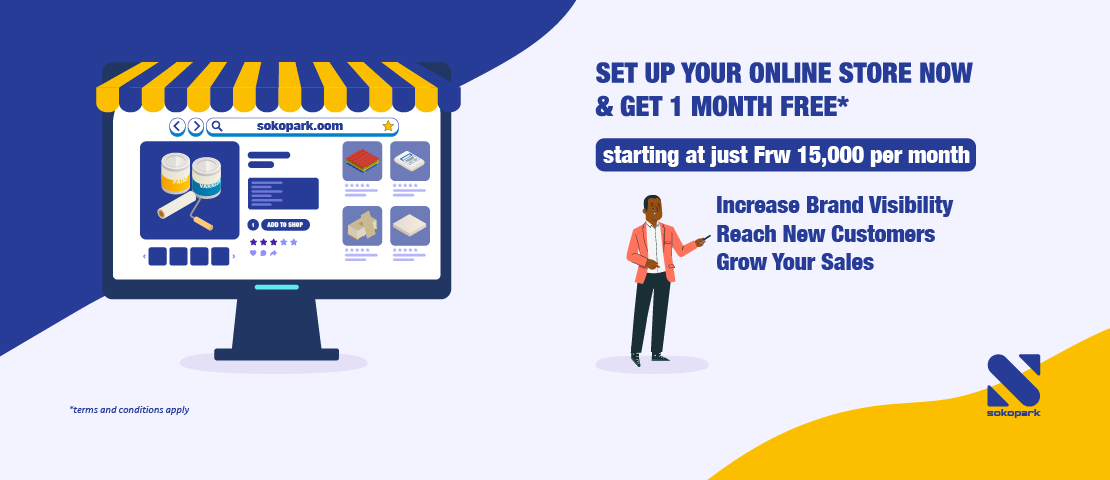 SET UP YOUR ONLINE STORE NOW
& GET 1 MONTH FREE*
starting at just Frw 15,000 per month
Increase Brand Visibility
Reach New Customers
Grow Your Sales
sokopark.com
ADD TO SHOP
*terms and conditions apply
sokopark